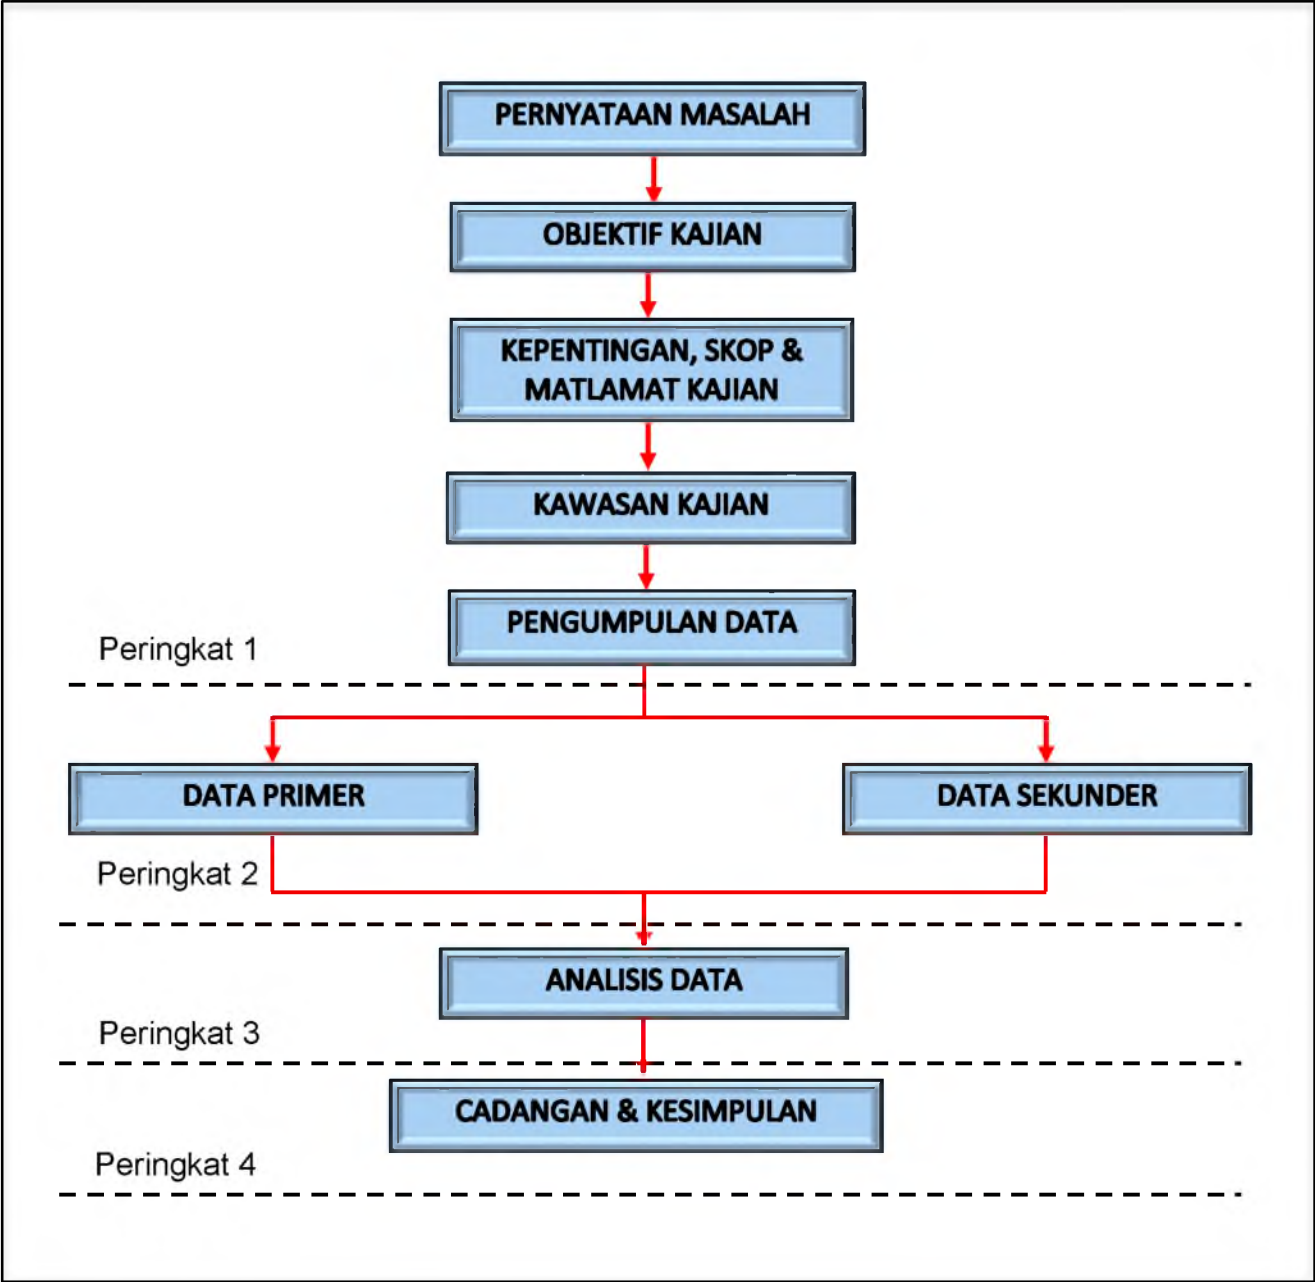 PERNYATAAN MASALAH
OBJEKTIF KAJIAN
KEPENTINGAN, SKOP &
MATLAMAT KAJIAN
KAWASAN KAJIAN
PENGUMPULAN DATA
Peringkat 1
DATA PRIMER
DATA SEKUNDER
Peringkat 2
ANALISIS DATA
Peringkat 3
CADANGAN & KESIMPULAN
Peringkat 4